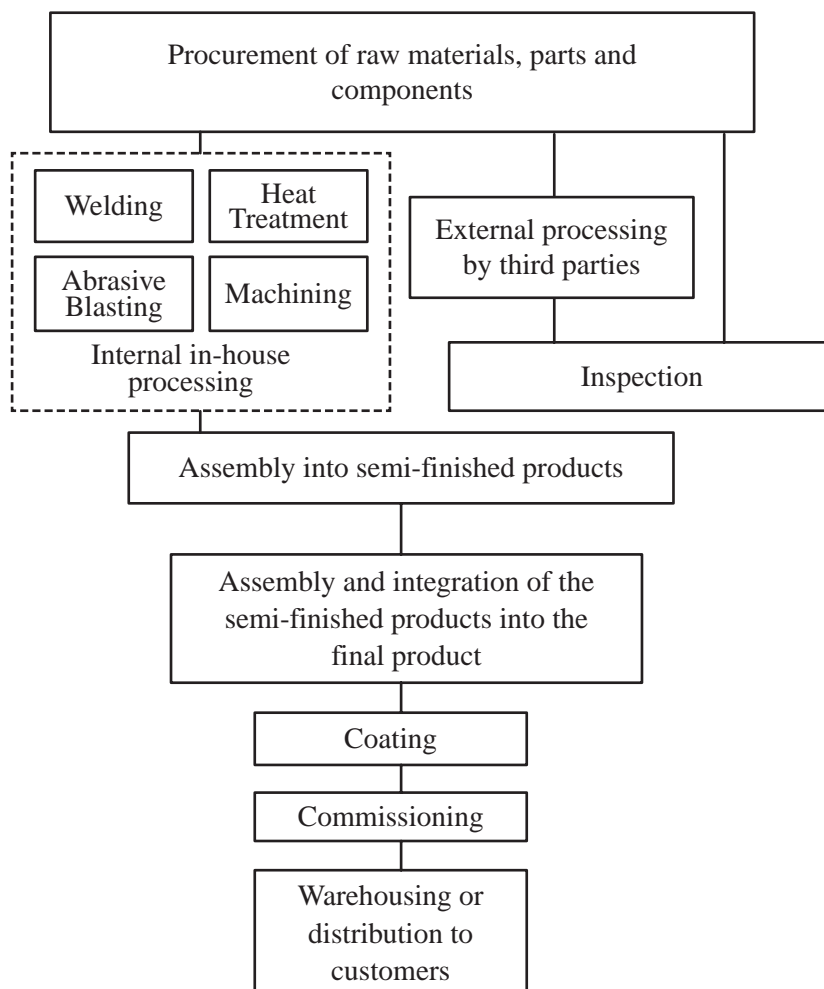 Procurement of raw materials, parts and
components
Welding
Heat
Treatment
Abrasive
Blasting
Machining
Internal in-house
processing
External processing
by third parties
Inspection
Assembly into semi-finished products
Assembly and integration of the
semi-finished products into the
final product
Coating
Commissioning
Warehousing or
distribution to
customers